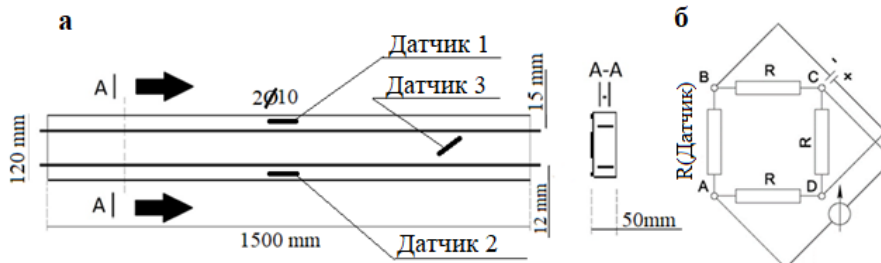 а
б
Датчик 1
A-A
A
2Ø10
Датчик 3
15 mm
B
R
C
-
+
120 mm
R(Датчик)
R
A
R
D
A
12 mm
50mm
1500 mm
Датчик 2